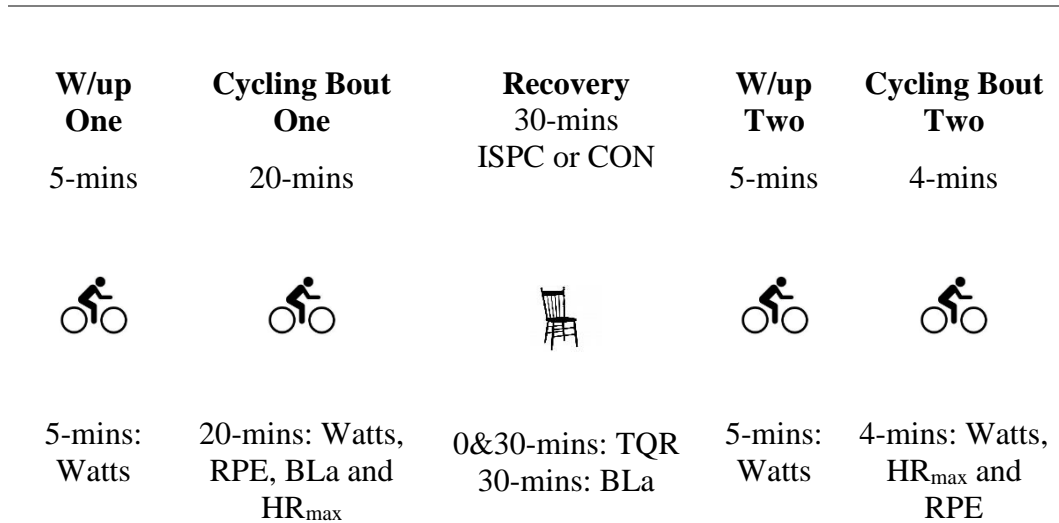 W/up
One
5-mins
Cycling Bout
One
20-mins
Recovery
30-mins
ISPC or CON
W/up
Two
5-mins
Cycling Bout
Two
4-mins
5-mins:
Watts
20-mins: Watts,
RPE, BLa and
HRmax
0&30-mins: TQR
30-mins: BLa
5-mins:
Watts
4-mins: Watts,
HRmax and
RPE